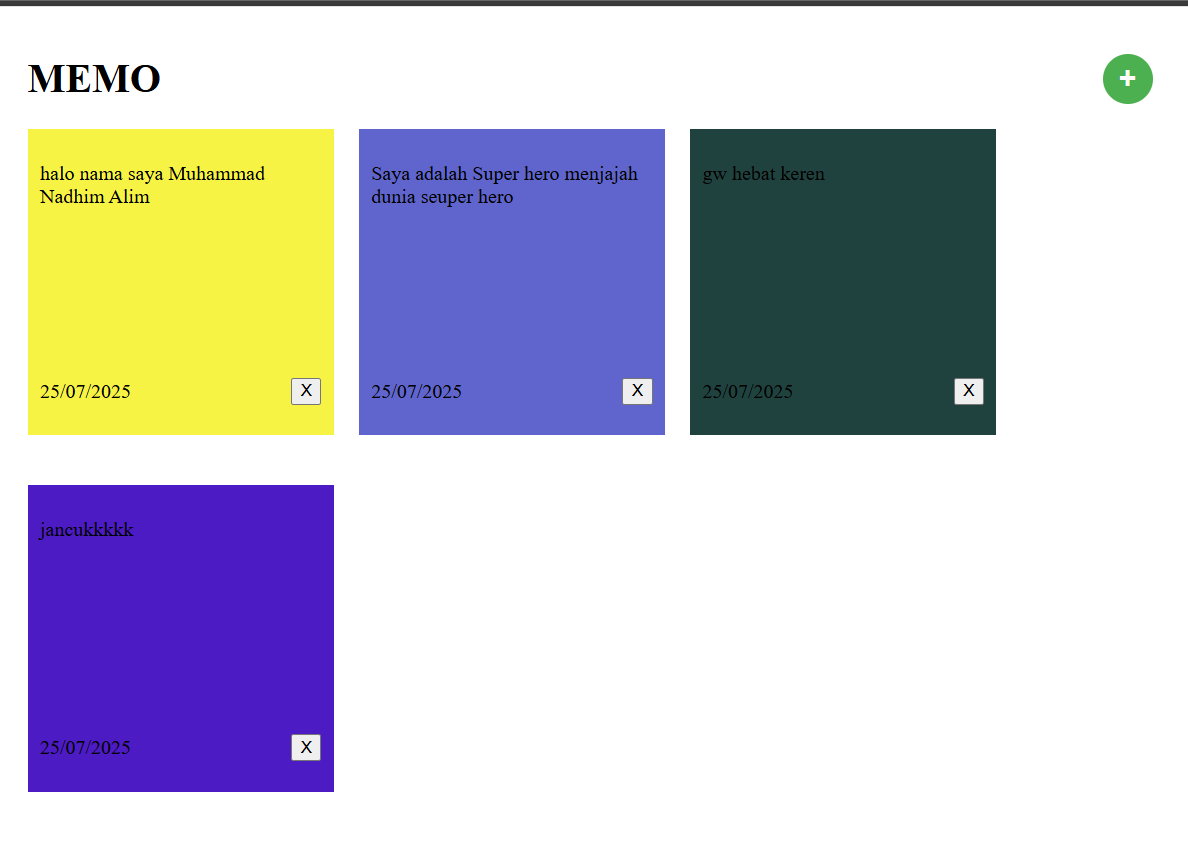 MEMO
+
halo nama saya Muhammad
Nadhim Alim
25/07/2025 X
Saya adalah Super hero menjajah
dunia seuper hero
25/07/2025 X
gw hebat keren
25/07/2025 X
jancukkkkk
25/07/2025 X